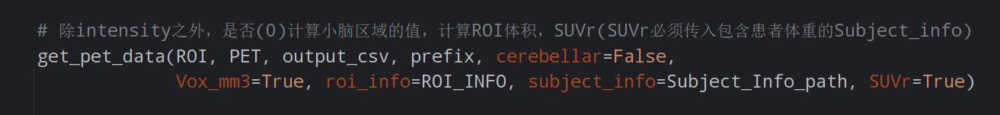 # 除intensity之外，是否(0)计算小脑区域的值，计算ROI体积，SUVr(SUVr必须传入包含患者体重的Subject_info)
get_pet_data(ROI, PET, output_csv, prefix, cerebellar=False,
Vox_mm3=True, roi_info=ROI_INFO, subject_info=Subject_Info_path, SUVr=True)